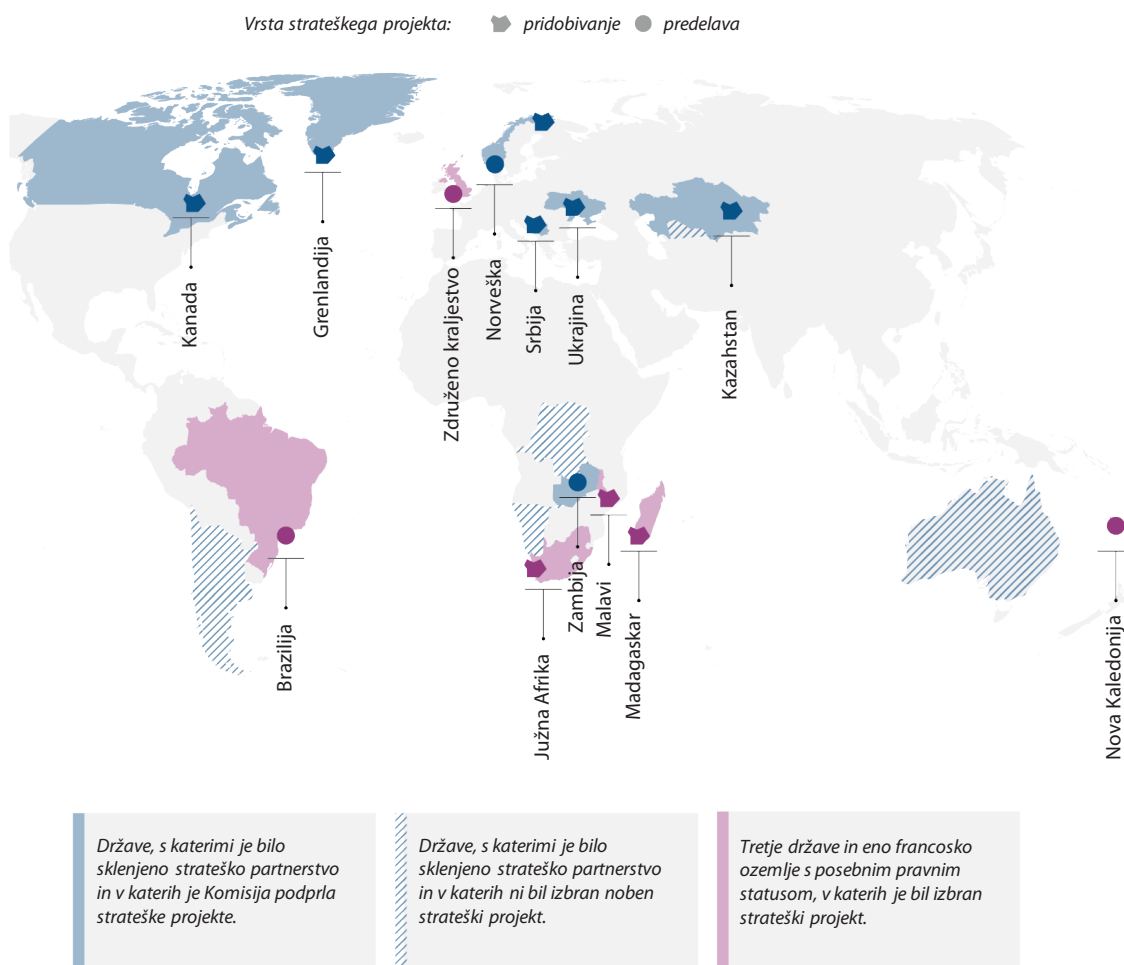 Vrsta strateškega projekta: pridobivanje predelava
Kanada
Grenlandija
Združeno kraljestvo
Norveška
Srbija
Ukrajina
Kazahstan
Brazilija
Južna Afrika
Zambija
Malavi
Madagaskar
Nova Kaledonija
Države, s katerimi je bilo
sklenjeno strateško partnerstvo
in v katerih je Komisija podprla
strateške projekte.
Države, s katerimi je bilo
sklenjeno strateško partnerstvo
in v katerih ni bil izbran noben
strateški projekt.
Tretje države in eno francosko
ozemlje s posebnim pravnim
statusom, v katerih je bil izbran
strateški projekt.